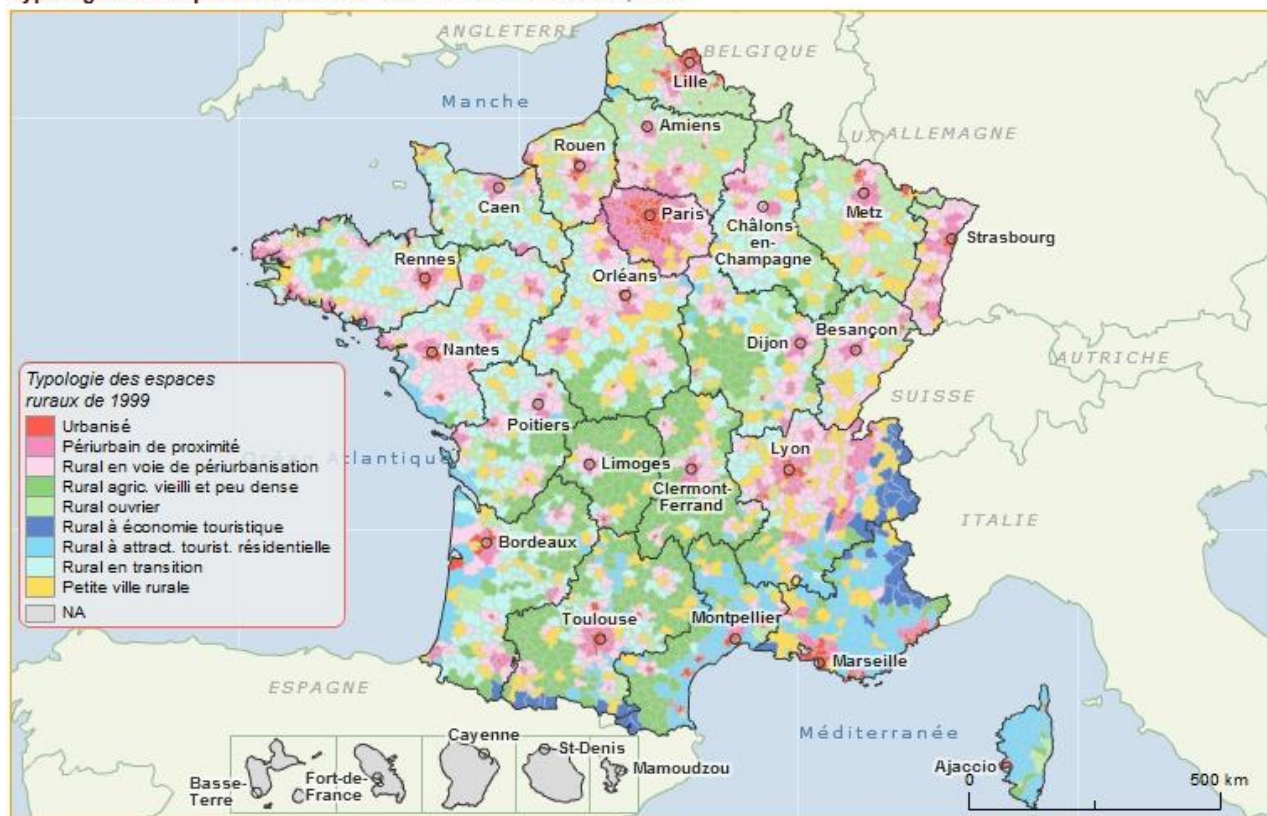 ANGLETERRE
BELGIQUE
Lille
Manche
Amiens
LUX
ALLEMAGNE
Rouen
Caen
Paris
Châlons-
en-
Champagne
Metz
Strasbourg
Rennes
Orléans
Nantes
Dijon
Besançon
AUTRICHE
SUISSE
Typologie des espaces
ruraux de 1999
Urbanisé
Périurbain de proximité
Rural en voie de périurbanisation
Rural agric. vieilli et peu dense
Rural ouvrier
Rural à économie touristique
Rural à attract. tourist. résidentielle
Rural en transition
Petite ville rurale
NA
Poitiers
Atlantique
Limoges
Clermont-
Ferrand
Lyon
ITALIE
Bordeaux
Toulouse
Montpellier
Marseille
ESPAGNE
Méditerranée
Ajaccio
0 500 km
Basse-
Terre
Fort-de-
France
Cayenne
St-Denis
Mamoudzou